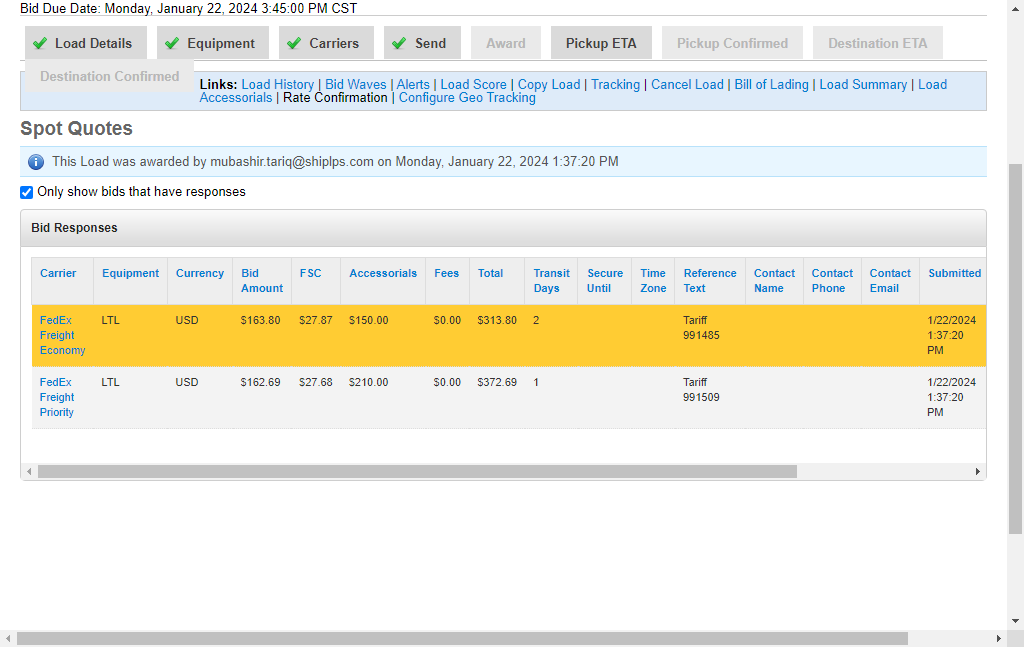 Bid Due Date: Monday, January 22, 2024 3:45:00 PM CST
Load Details Equipment Carriers Send Award Pickup ETA Pickup Confirmed Destination ETA
Destination Confirmed
Links: Load History | Bid Waves | Alerts | Load Score | Copy Load | Tracking | Cancel Load | Bill of Lading | Load Summary | Load
Accessorials | Rate Confirmation | Configure Geo Tracking
Spot Quotes
This Load was awarded by mubashir.tariq@shiplps.com on Monday, January 22, 2024 1:37:20 PM
Only show bids that have responses
Bid Responses
Carrier Equipment Currency Bid FSC Accessorials Fees Total Transit Secure Time Reference Contact Contact Contact Submitted
Amount Days Until Zone Text Name Phone Email
FedEx LTL USD $163.80 $27.87 $150.00 $0.00 $313.80 2 Tariff 1/22/2024
Freight 991485 1:37:20
Economy PM
FedEx LTL USD $162.69 $27.68 $210.00 $0.00 $372.69 1 Tariff 1/22/2024
Freight 991509 1:37:20
Priority PM